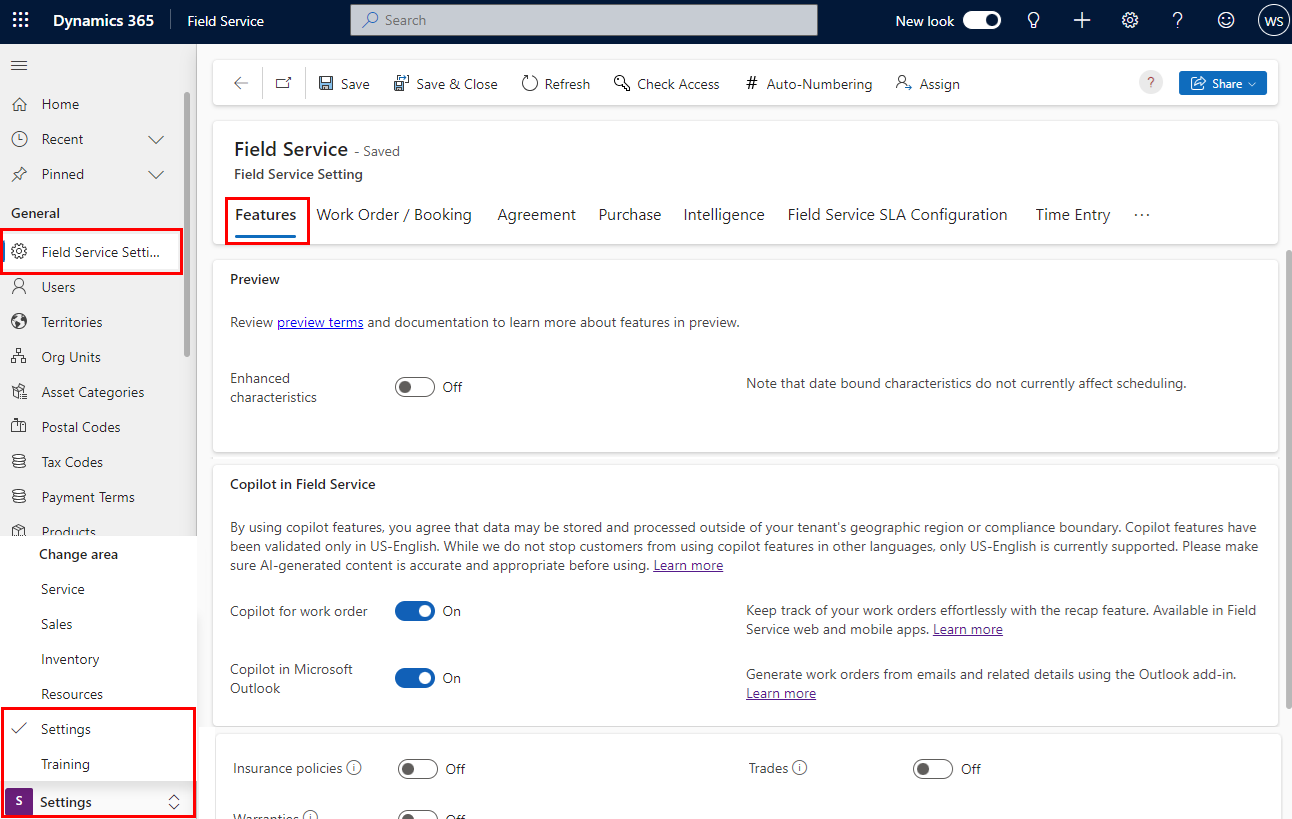 Dynamics 365
Field Service
Search
New look
WS
Home
Recent
Pinned
General
Field Service Setti...
Users
Territories
Org Units
Asset Categories
Postal Codes
Tax Codes
Payment Terms
Products
Change area
Service
Sales
Inventory
Resources
Settings
Training
S Settings
Save
Save & Close
Refresh
Check Access
# Auto-Numbering
Assign
?
Share
Field Service - Saved
Field Service Setting
Features
Work Order / Booking
Agreement
Purchase
Intelligence
Field Service SLA Configuration
Time Entry
...
Preview
Review preview terms and documentation to learn more about features in preview.
Enhanced
characteristics
Off
Note that date bound characteristics do not currently affect scheduling.
Copilot in Field Service
By using copilot features, you agree that data may be stored and processed outside of your tenant's geographic region or compliance boundary. Copilot features have
been validated only in US-English. While we do not stop customers from using copilot features in other languages, only US-English is currently supported. Please make
sure AI-generated content is accurate and appropriate before using. Learn more
Copilot for work order
On
Keep track of your work orders effortlessly with the recap feature. Available in Field
Service web and mobile apps. Learn more
Copilot in Microsoft
Outlook
On
Generate work orders from emails and related details using the Outlook add-in.
Learn more
Insurance policies
Off
Trades
Off
Warranties
Off